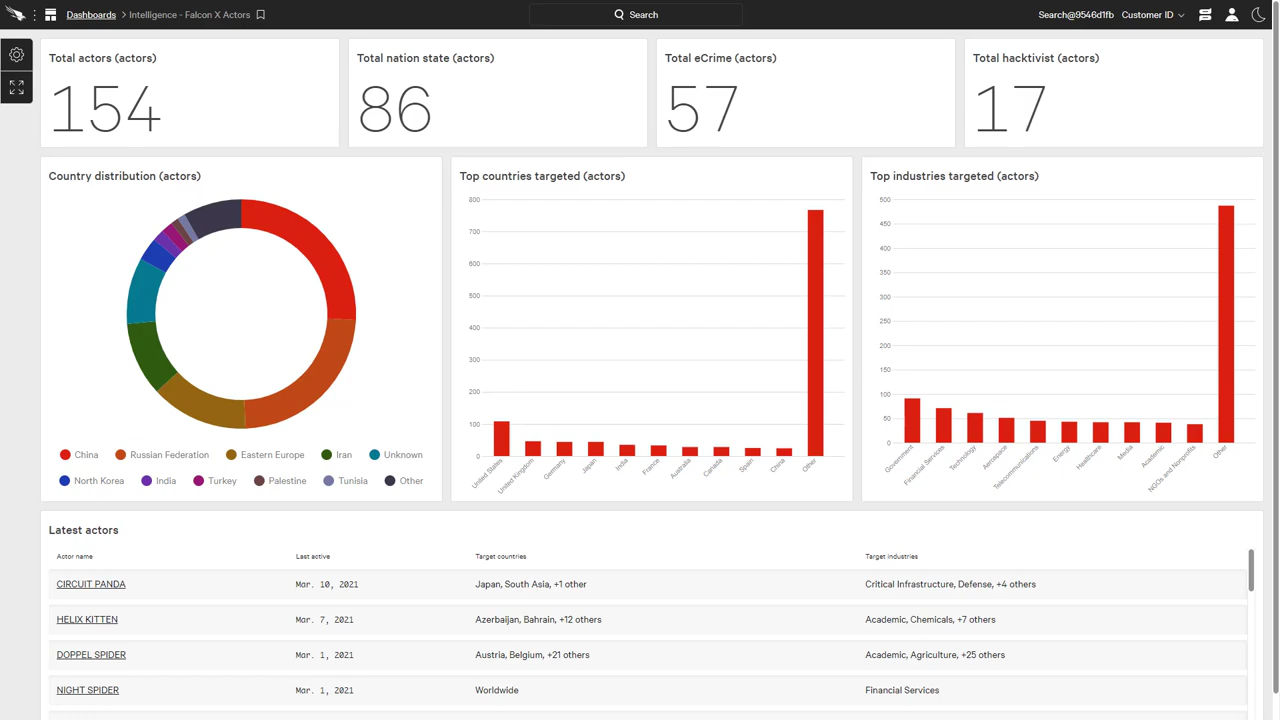 Dashboards > Intelligence - Falcon X Actors
Search
Search@9546d1fb
Customer ID
Total actors (actors)
154
Total nation state (actors)
86
Total eCrime (actors)
57
Total hacktivist (actors)
17
Country distribution (actors)
China
Russian Federation
Eastern Europe
Iran
Unknown
North Korea
India
Turkey
Palestine
Tunisia
Other
Top countries targeted (actors)
800
700
600
500
400
300
200
100
0
United States
United Kingdom
Germany
Japan
India
France
Australia
Canada
Spain
China
Other
Top industries targeted (actors)
500
450
400
350
300
250
200
150
100
50
0
Government
Financial Services
Technology
Aerospace
Telecommunications
Energy
Healthcare
Media
Academic
NGOs and Nonprofits
Other
Latest actors
Actor name Last active Target countries Target industries
CIRCUIT PANDA Mar. 10, 2021 Japan, South Asia, +1 other Critical Infrastructure, Defense, +4 others
HELIX KITTEN Mar. 7, 2021 Azerbaijan, Bahrain, +12 others Academic, Chemicals, +7 others
DOPPEL SPIDER Mar. 1, 2021 Austria, Belgium, +21 others Academic, Agriculture, +25 others
NIGHT SPIDER Mar. 1, 2021 Worldwide Financial Services